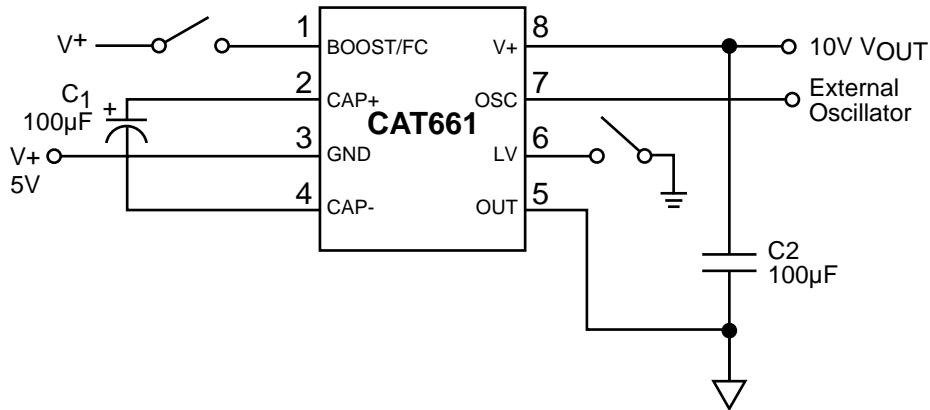 V+
1
BOOST/FC
V+
8
10V VOUT
C1
100µF
+
2
CAP+
CAT661
OSC
7
External
Oscillator
V+
5V
3
GND
LV
6
4
CAP-
OUT
5
C2
100µF